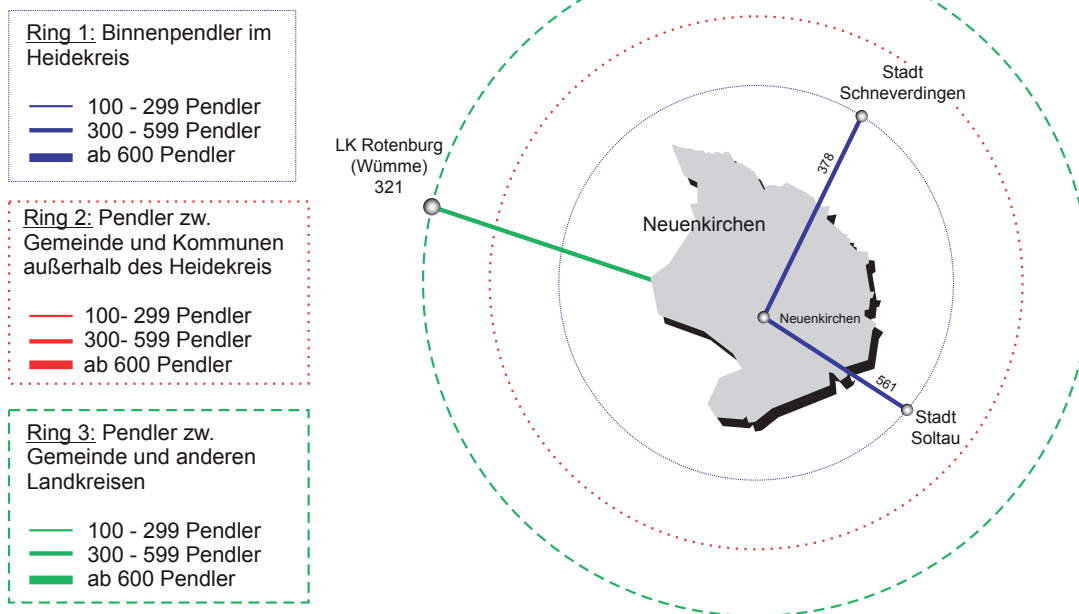 Ring 1: Binnenpendler im
Heidekreis
100 - 299 Pendler
300 - 599 Pendler
ab 600 Pendler
Ring 2: Pendler zw.
Gemeinde und Kommunen
außerhalb des Heidekreis
100- 299 Pendler
300- 599 Pendler
ab 600 Pendler
Ring 3: Pendler zw.
Gemeinde und anderen
Landkreisen
100 - 299 Pendler
300 - 599 Pendler
ab 600 Pendler
LK Rotenburg
(Wümme)
321
Stadt
Schneverdingen
378
Neuenkirchen
Neuenkirchen
561
Stadt
Soltau